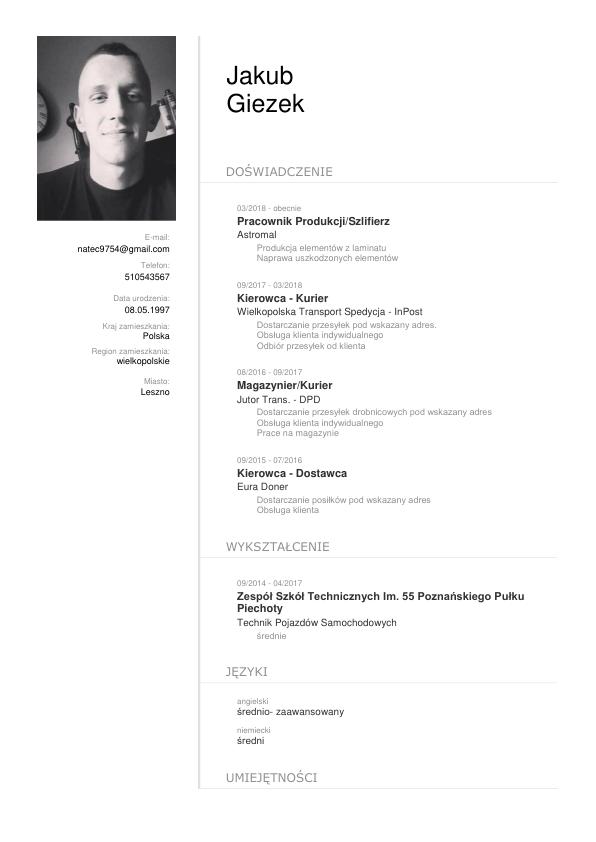 Jakub
Giezek
E-mail:
natec9754@gmail.com
Telefon:
510543567
Data urodzenia:
08.05.1997
Kraj zamieszkania:
Polska
Region zamieszkania:
wielkopolskie
Miasto:
Leszno
DOŚWIADCZENIE
03/2018 - obecnie
Pracownik Produkcji/Szlifierz
Astromal
Produkcja elementów z laminatu
Naprawa uszkodzonych elementów
09/2017 - 03/2018
Kierowca - Kurier
Wielkopolska Transport Spedycja - InPost
Dostarczanie przesyłek pod wskazany adres.
Obsługa klienta indywidualnego
Odbiór przesyłek od klienta
08/2016 - 09/2017
Magazynier/Kurier
Jutor Trans. - DPD
Dostarczanie przesyłek drobnicowych pod wskazany adres
Obsługa klienta indywidualnego
Prace na magazynie
09/2015 - 07/2016
Kierowca - Dostawca
Eura Doner
Dostarczanie posiłków pod wskazany adres
Obsługa klienta
WYKSZTAŁCENIE
09/2014 - 04/2017
Zespół Szkół Technicznych Im. 55 Poznańskiego Pułku
Piechoty
Technik Pojazdów Samochodowych
średnie
JĘZYKI
angielski
średnio- zaawansowany
niemiecki
średni
UMIEJĘTNOŚCI